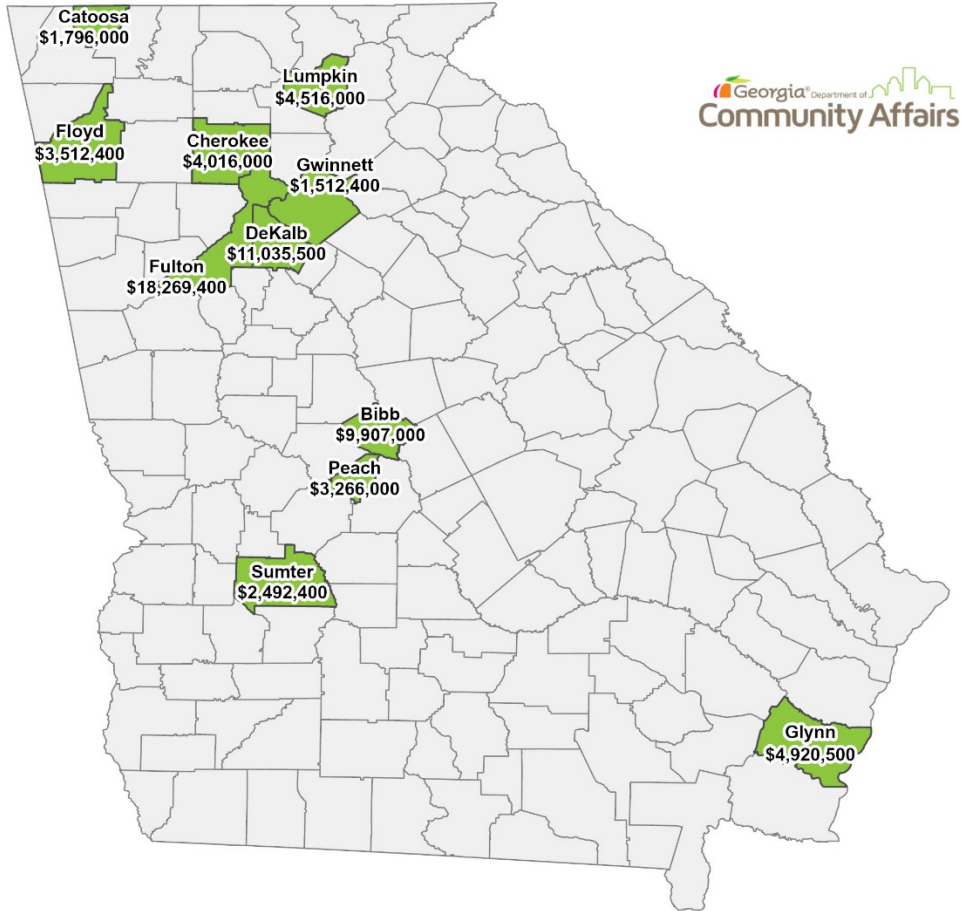 Catoosa
$1,796,000
Lumpkin
$4,516,000
Georgia® Department of
Community Affairs
Floyd
$3,512,400
Cherokee
$4,016,000
Gwinnett
$1,512,400
DeKalb
$11,035,500
Fulton
$18,269,400
Bibb
$9,907,000
Peach
$3,266,000
Sumter
$2,492,400
Glynn
$4,920,500